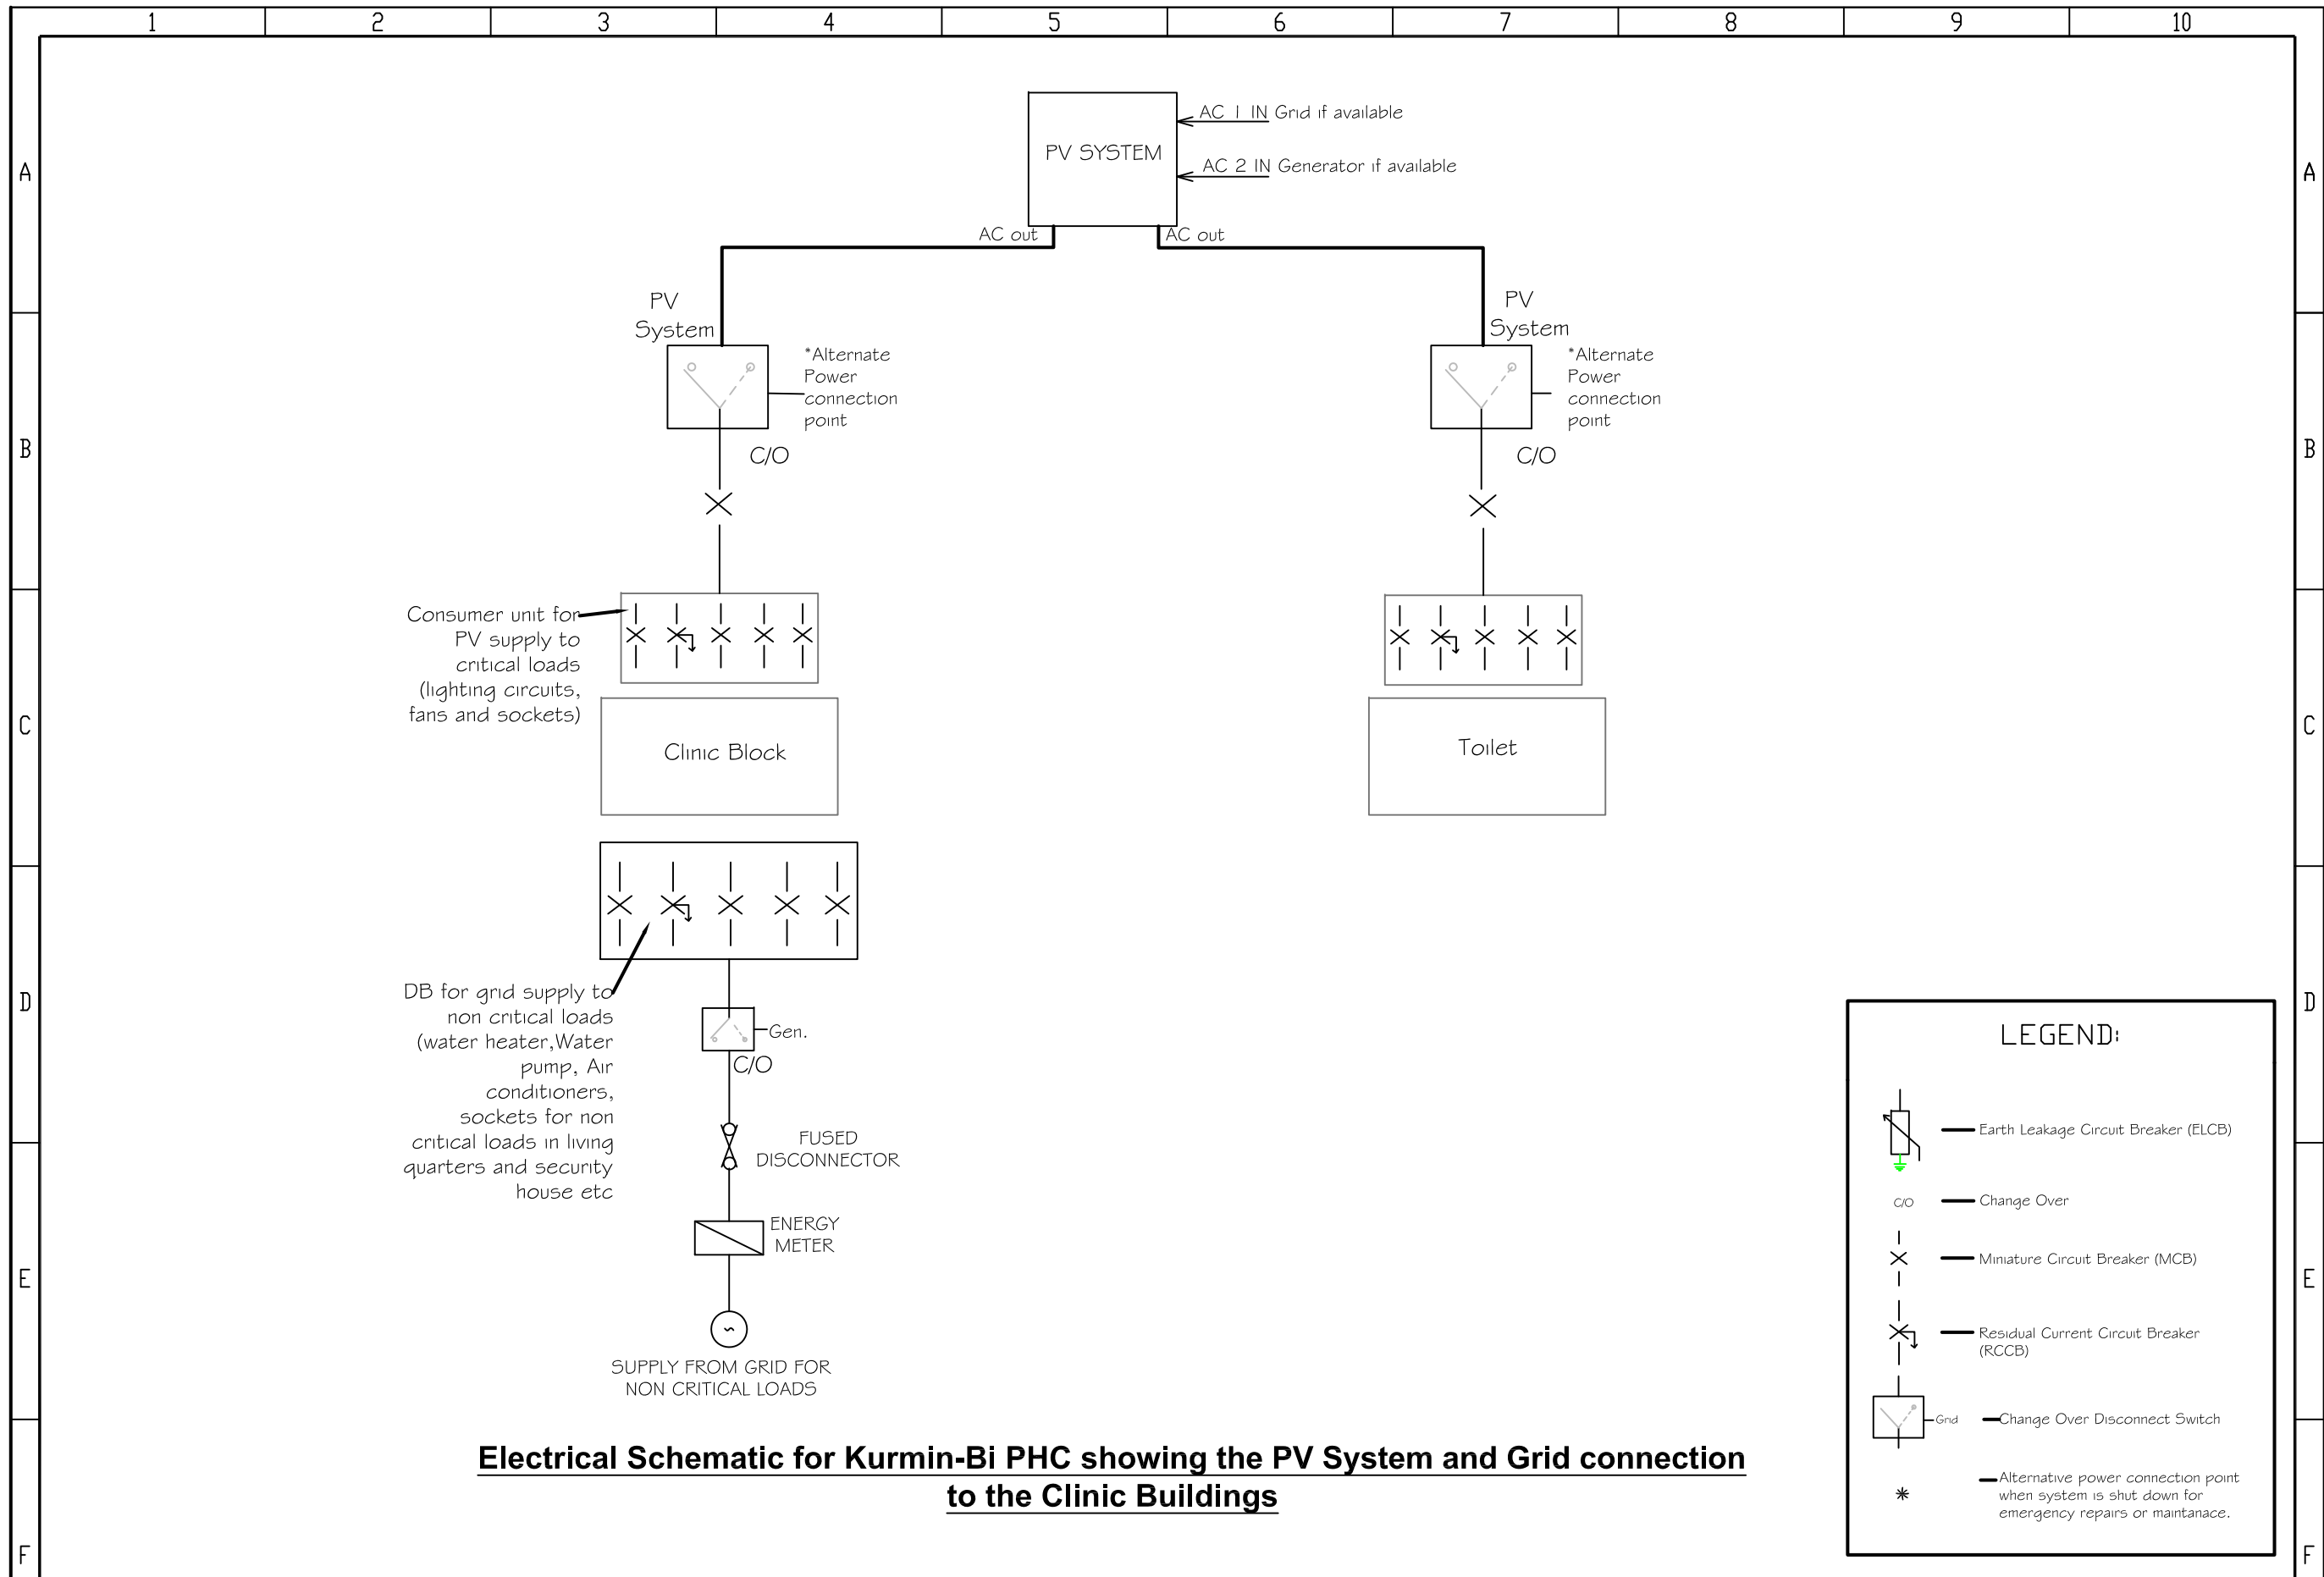 1 2 3 4 5 6 7 8 9 10
A
A
AC 1 IN Grid if available
PV SYSTEM
AC 2 IN Generator if available
AC out
AC out
PV
System
*Alternate
Power
connection
point
C/O
PV
System
*Alternate
Power
connection
point
C/O
B
B
Consumer unit for
PV supply to
critical loads
(lighting circuits,
fans and sockets)
C
C
Clinic Block
Toilet
DB for grid supply to
non critical loads
(water heater,Water
pump, Air
conditioners,
sockets for non
critical loads in living
quarters and security
house etc
D
D
Gen.
C/O
FUSED
DISCONNECTOR
ENERGY
METER
E
E
~
SUPPLY FROM GRID FOR
NON CRITICAL LOADS
LEGEND:
Earth Leakage Circuit Breaker (ELCB)
C/O Change Over
Miniature Circuit Breaker (MCB)
Residual Current Circuit Breaker
(RCCB)
Grid Change Over Disconnect Switch
* Alternative power connection point
when system is shut down for
emergency repairs or maintanace.
Electrical Schematic for Kurmin-Bi PHC showing the PV System and Grid connection
to the Clinic Buildings
F
F